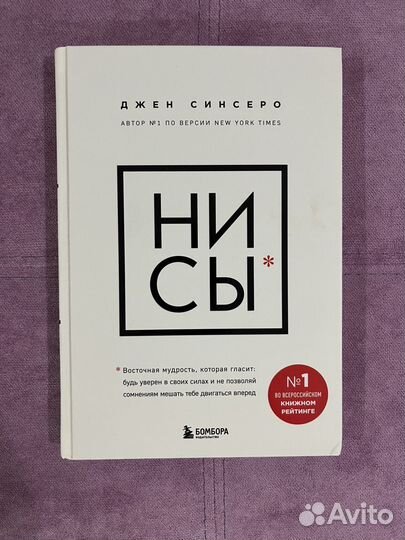 ДЖЕН СИНСЕРО
АВТОР №1 ПО ВЕРСИИ NEW YORK TIMES
НИ
СЫ*
* Восточная мудрость, которая гласит:
будь уверен в своих силах и не позволяй
сомнениям мешать тебе двигаться вперед
№1
ВО ВСЕРОССИЙСКОМ
КНИЖНОМ
РЕЙТИНГЕ
БОМБОРА
ИЗДАТЕЛЬСТВО
Avito